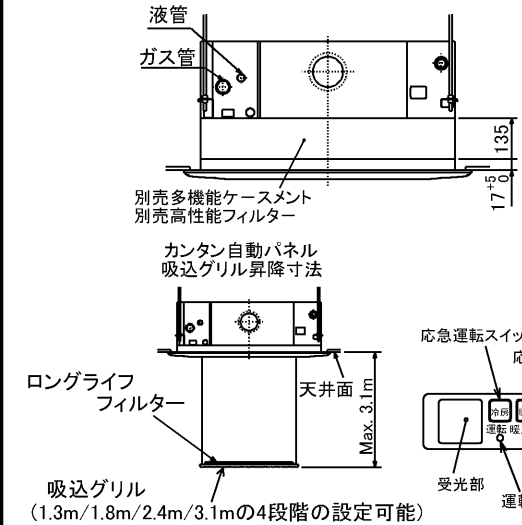 液管
ガス管
135
17+5 0
別売多機能ケースメント
別売高性能フィルター
カンタン自動パネル
吸込グリル昇降寸法
応急運転スイッ
応
ロングライフ
フィルター
天井面
Max. 3.1m
冷房
運転 暖
受光部
運転
吸込グリル
(1.3m/1.8m/2.4m/3.1mの4段階の設定可能)